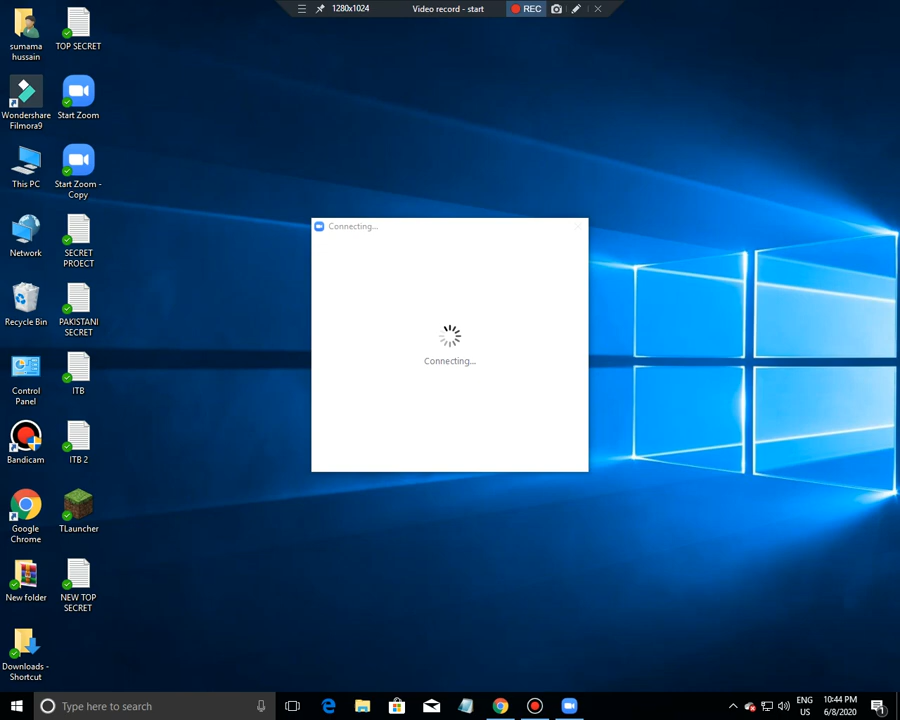 1280x1024
Video record - start
REC
sumama
hussain
TOP SECRET
Wondershare
Filmora9
Start Zoom
This PC
Start Zoom -
Copy
Network
SECRET
PROECT
Recycle Bin
PAKISTANI
SECRET
Control
Panel
ITB
Bandicam
ITB 2
Google
Chrome
TLauncher
New folder
NEW TOP
SECRET
Downloads -
Shortcut
Connecting...
Connecting...
Type here to search
ENG
US
10:44 PM
6/8/2020
1